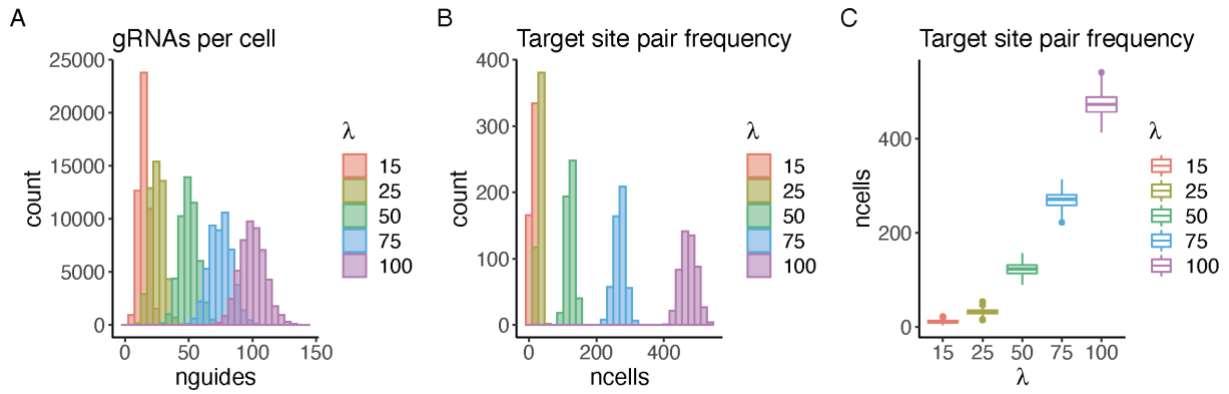 A
gRNAs per cell
25000
20000
15000
10000
5000
0
count
0 50 100 150
nguides
λ
15
25
50
75
100
B
Target site pair frequency
400
300
200
100
0
count
0 200 400
ncells
λ
15
25
50
75
100
C
Target site pair frequency
400
200
0
ncells
15 25 50 75 100
λ
λ
15
25
50
75
100